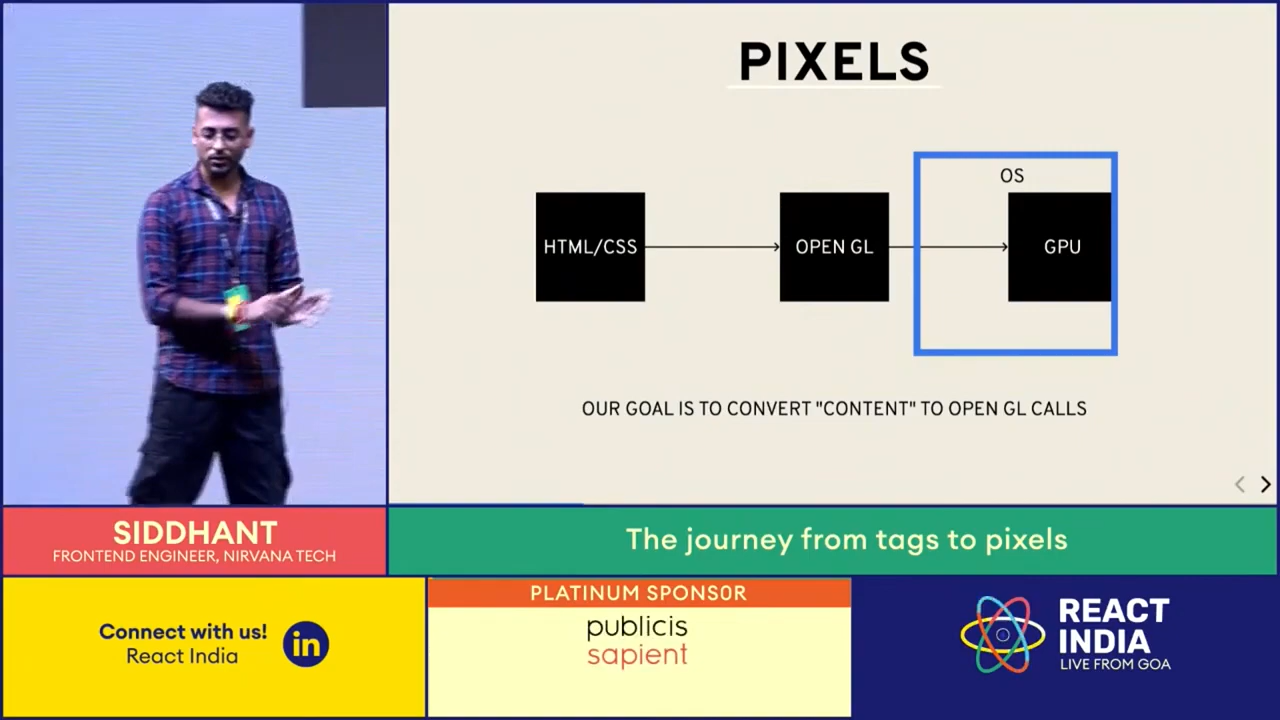 PIXELS
OS
HTML/CSS
OPEN GL
GPU
OUR GOAL IS TO CONVERT "CONTENT" TO OPEN GL CALLS
SIDDHANT
FRONTEND ENGINEER, NIRVANA TECH
The journey from tags to pixels
Connect with us!
React India
in
PLATINUM SPONSOR
publicis
sapient
REACT
INDIA
LIVE FROM GOA